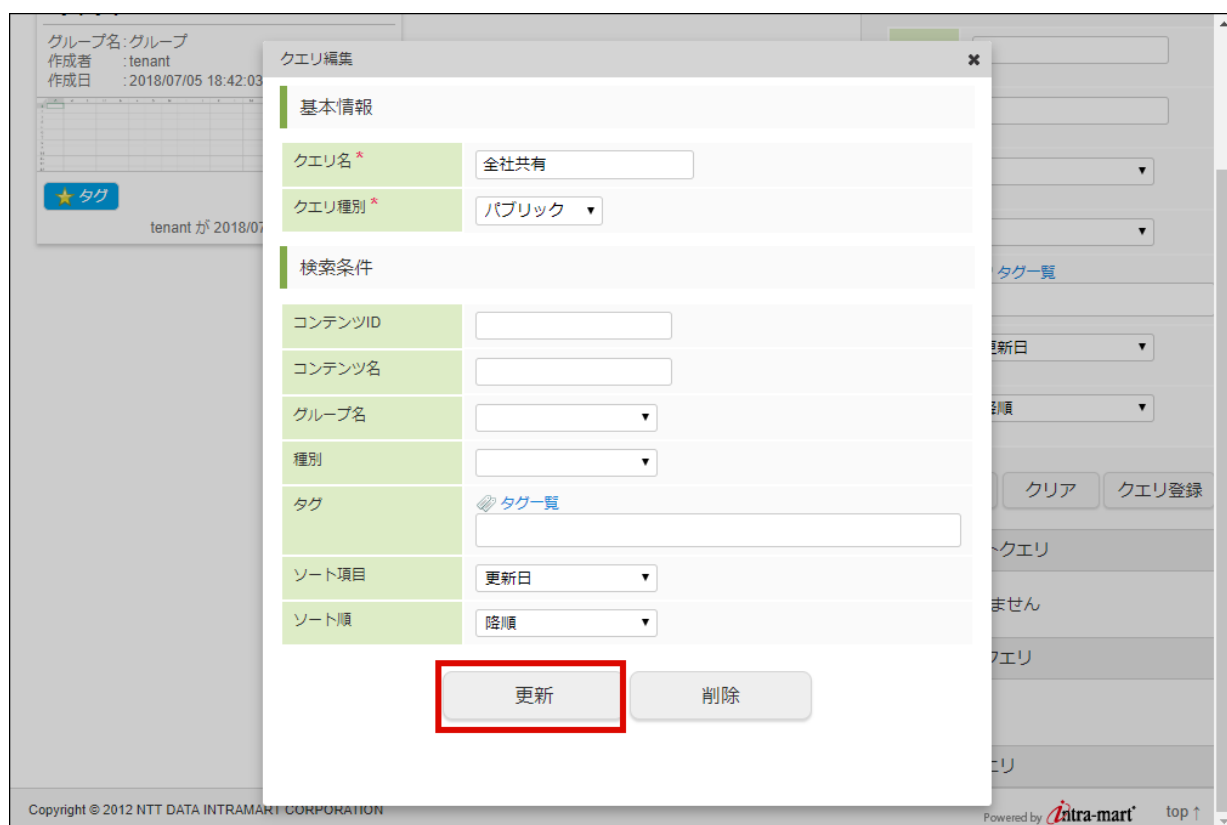 グループ名:グループ
作成者 :tenant
作成日 :2018/07/05 18:42:03
タグ
tenant が 2018/07
クエリ編集
基本情報
クエリ名*
全社共有
クエリ種別*
パブリック
検索条件
コンテンツID
コンテンツ名
グループ名
種別
タグ
タグ一覧
ソート項目
更新日
ソート順
降順
更新
削除
タグ一覧
更新日
降順
クリア
クエリ登録
トクエリ
ません
クエリ
エリ
Copyright © 2012 NTT DATA INTRAMART CORPORATION
Powered by intra-mart
top ↑